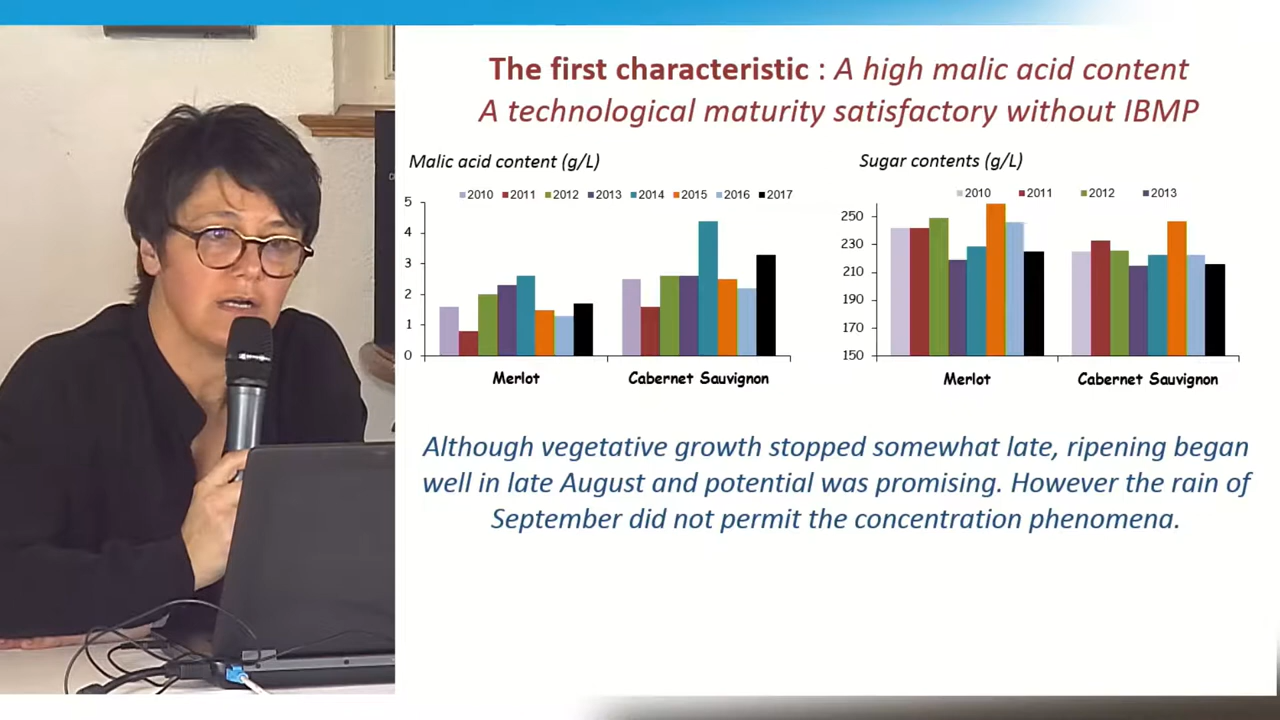 The first characteristic : A high malic acid content
A technological maturity satisfactory without IBMP
Malic acid content (g/L)
2010 2011 2012 2013 2014 2015 2016 2017
5
4
3
2
1
0
Merlot Cabernet Sauvignon
Sugar contents (g/L)
2010 2011 2012 2013
250
230
210
190
170
150
Merlot Cabernet Sauvignon
Although vegetative growth stopped somewhat late, ripening began
well in late August and potential was promising. However the rain of
September did not permit the concentration phenomena.